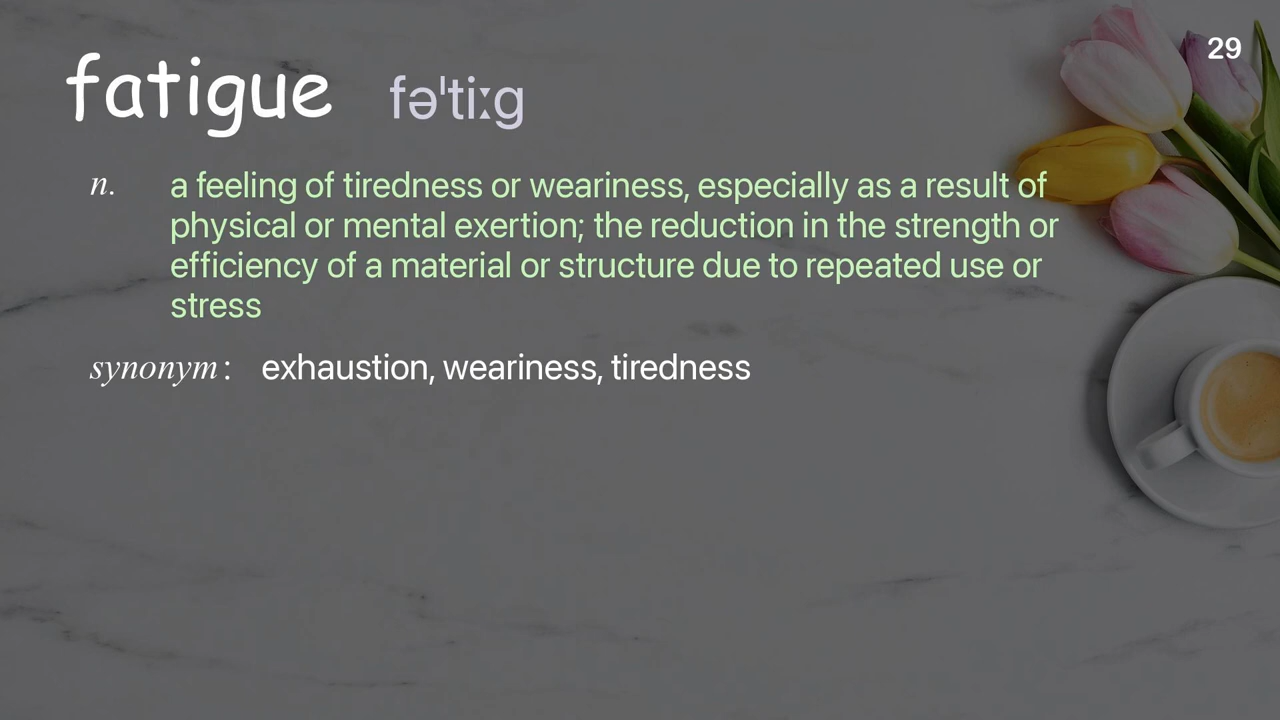 29
fatigue fəˈtiːg
n. a feeling of tiredness or weariness, especially as a result of
physical or mental exertion; the reduction in the strength or
efficiency of a material or structure due to repeated use or
stress
synonym: exhaustion, weariness, tiredness